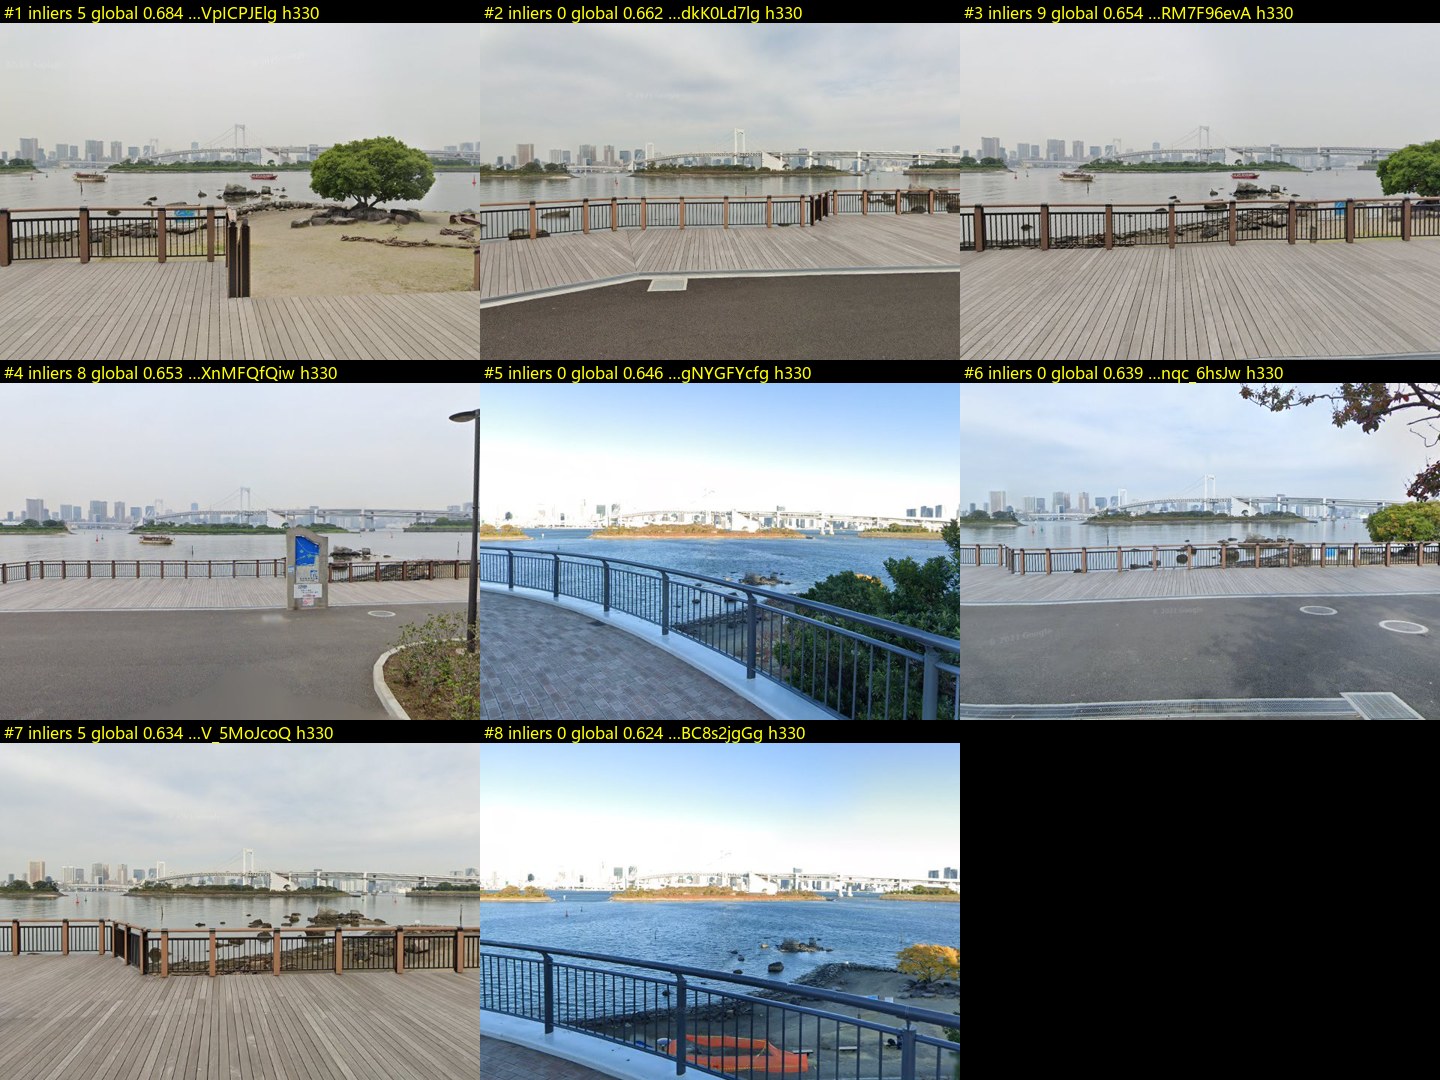 #1 inliers 5 global 0.684 ...VpICPJElg h330
#2 inliers 0 global 0.662 ...dkK0Ld7lg h330
#3 inliers 9 global 0.654 ...RM7F96evA h330
#4 inliers 8 global 0.653 ...XnMFQfQiw h330
#5 inliers 0 global 0.646 ...gNYGFYcfg h330
#6 inliers 0 global 0.639 ...nqc_6hsJw h330
#7 inliers 5 global 0.634 ...V_5MoJcoQ h330
#8 inliers 0 global 0.624 ...BC8s2jgGg h330